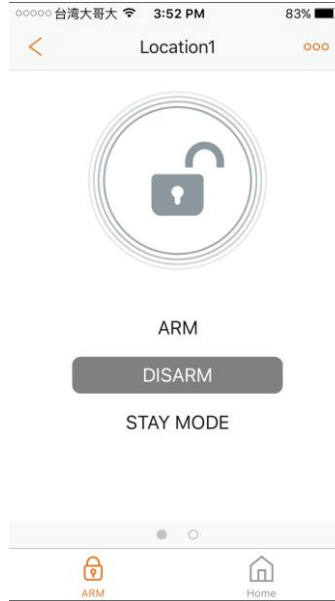 台湾大哥大 3:52 PM 83%
Location1
ARM
DISARM
STAY MODE
ARM Home